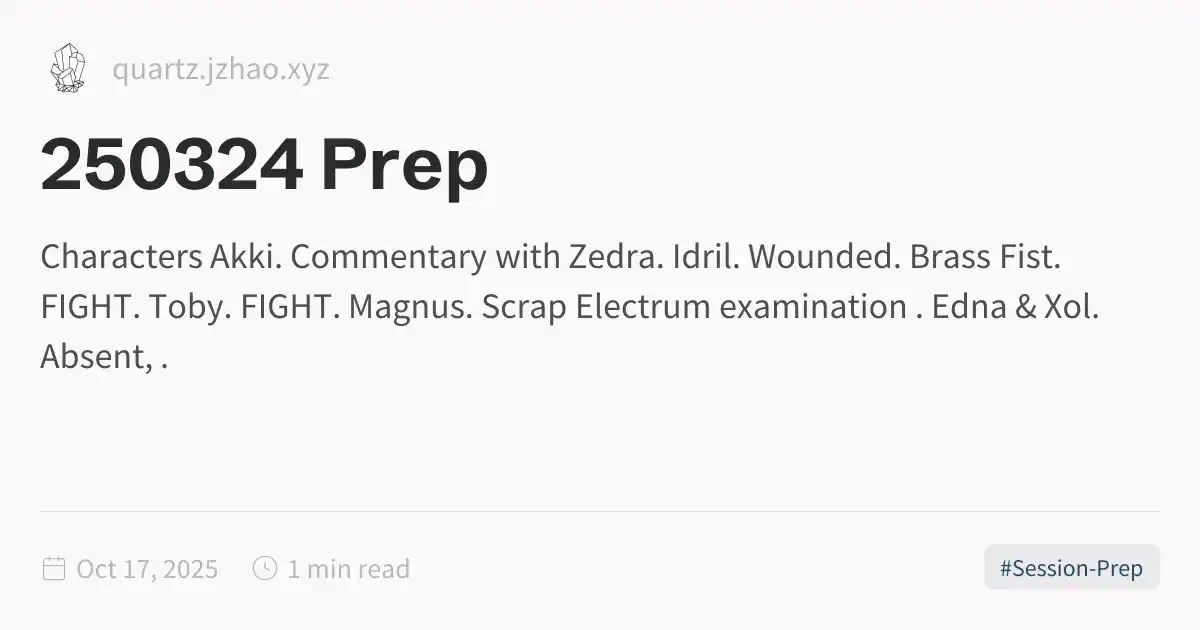 quartz.jzhao.xyz
250324 Prep
Characters Akki. Commentary with Zedra. Idril. Wounded. Brass Fist.
FIGHT. Toby. FIGHT. Magnus. Scrap Electrum examination . Edna & Xol.
Absent, .
Oct 17, 2025 1 min read #Session-Prep